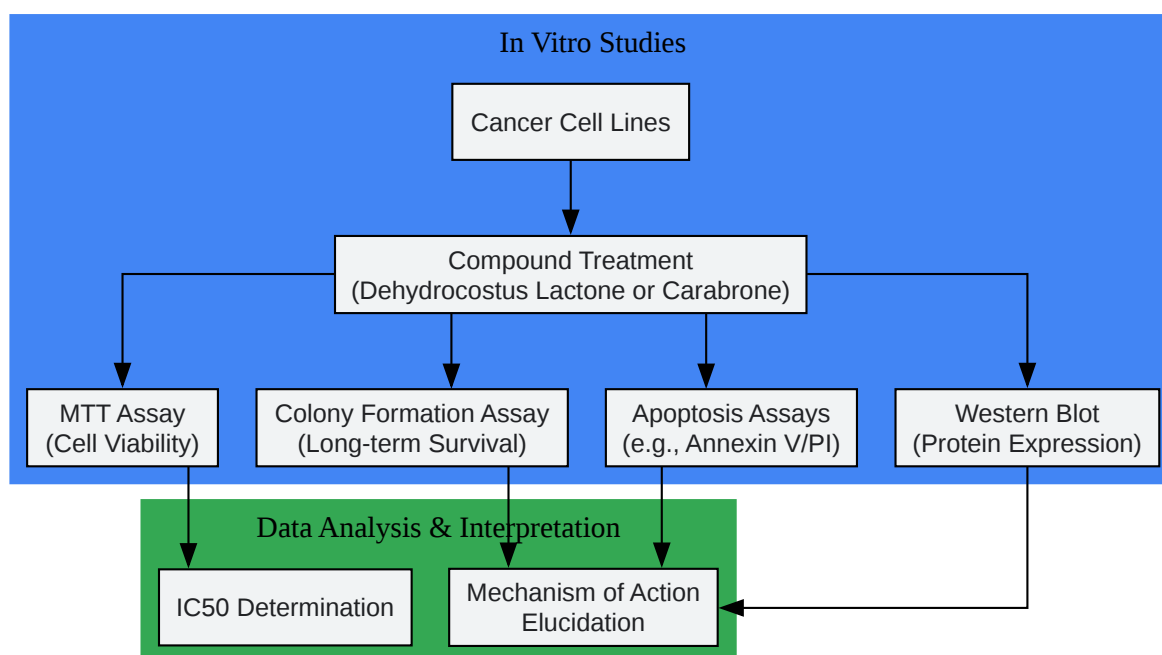 In Vitro Studies
Cancer Cell Lines
Compound Treatment
(Dehydrocostus Lactone or Carabrone)
MTT Assay
(Cell Viability)
Colony Formation Assay
(Long-term Survival)
Apoptosis Assays
(e.g., Annexin V/PI)
Western Blot
(Protein Expression)
Data Analysis & Interpretation
IC50 Determination
Mechanism of Action
Elucidation